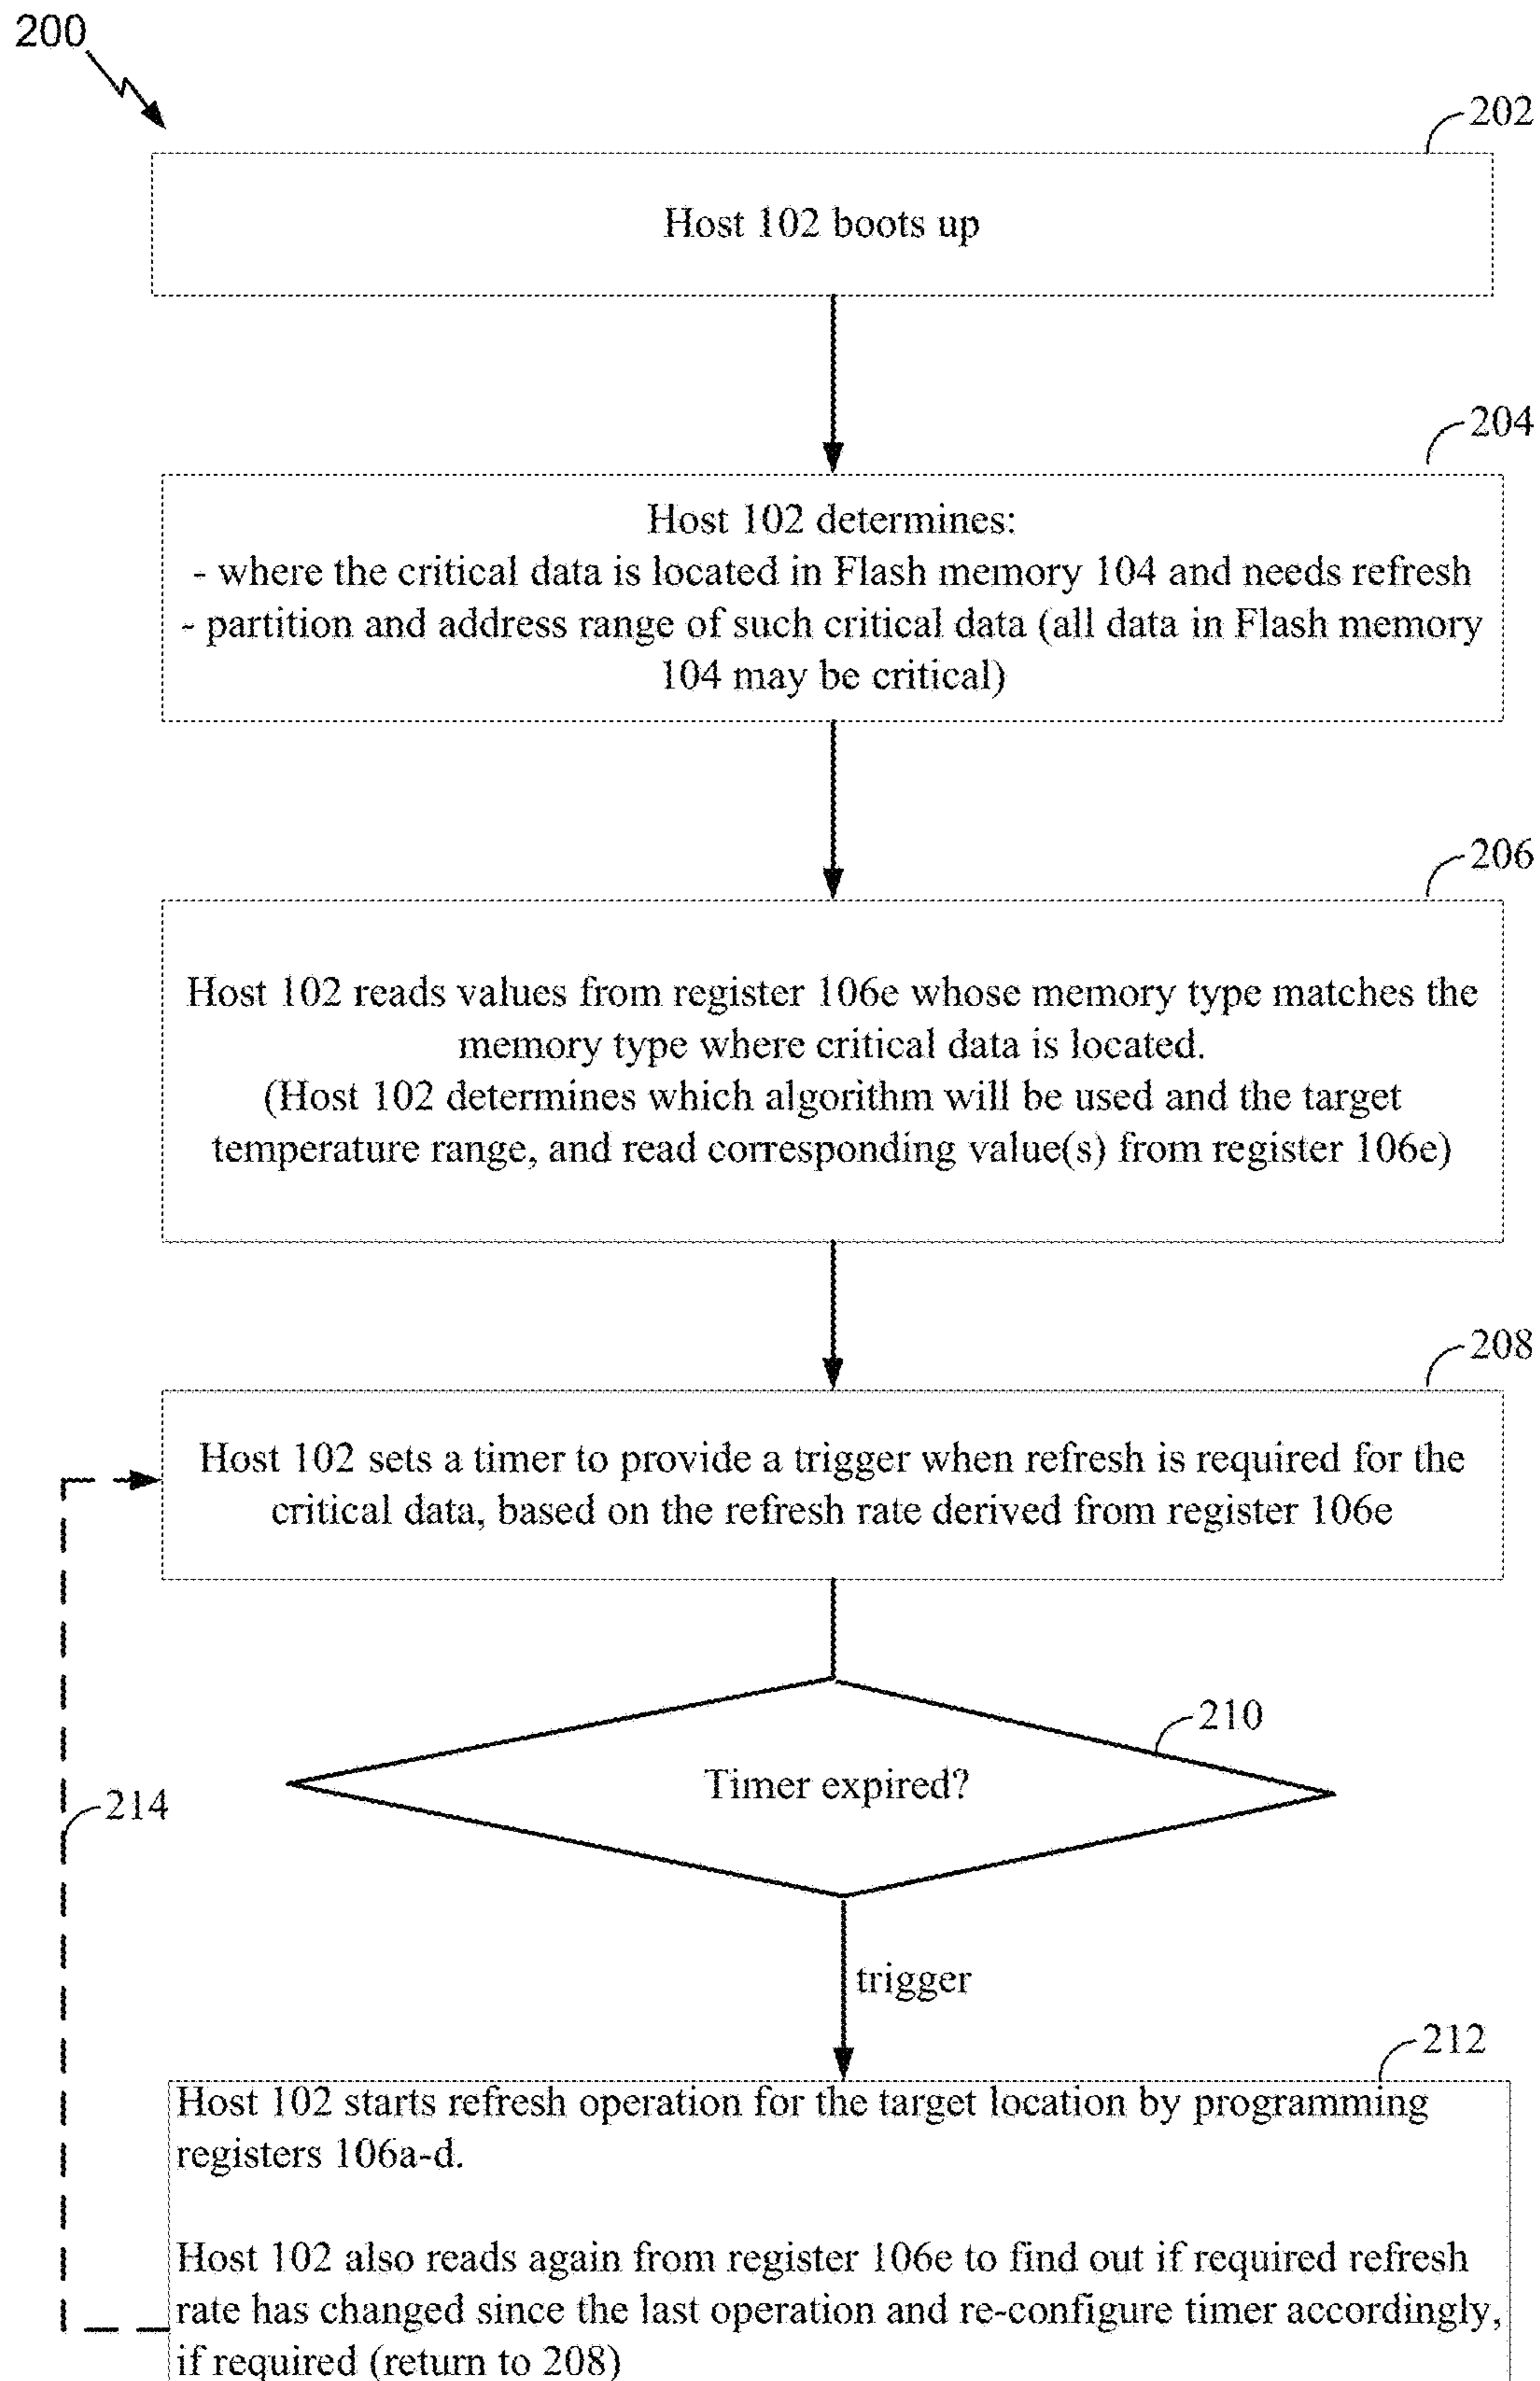 200
202
Host 102 boots up
204
Host 102 determines:
- where the critical data is located in Flash memory 104 and needs refresh
- partition and address range of such critical data (all data in Flash memory
104 may be critical)
206
Host 102 reads values from register 106e whose memory type matches the
memory type where critical data is located.
(Host 102 determines which algorithm will be used and the target
temperature range, and read corresponding value(s) from register 106e)
208
Host 102 sets a timer to provide a trigger when refresh is required for the
critical data, based on the refresh rate derived from register 106e
210
Timer expired?
214
trigger
212
Host 102 starts refresh operation for the target location by programming
registers 106a-d.
Host 102 also reads again from register 106e to find out if required refresh
rate has changed since the last operation and re-configure timer accordingly,
if required (return to 208)